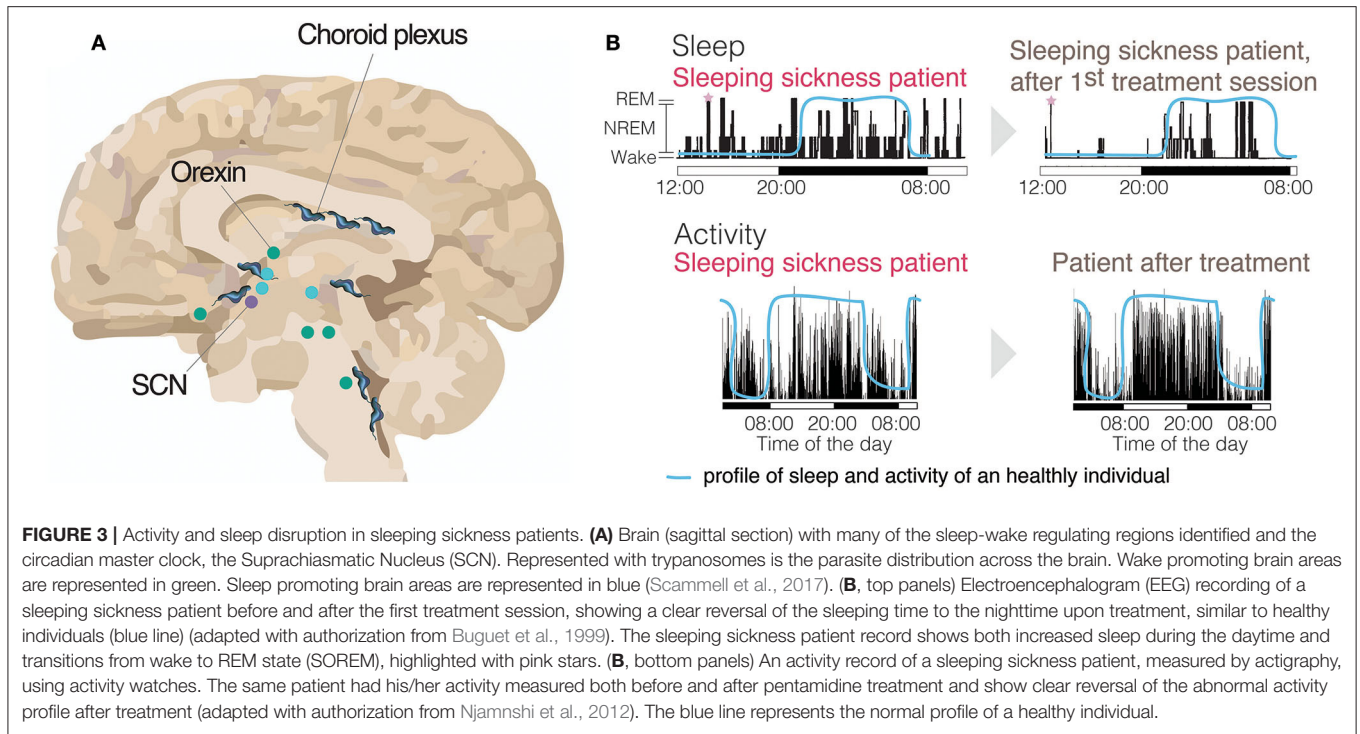 A
Choroid plexus
Orexin
SCN
B
Sleep
Sleeping sickness patient
REM
NREM
Wake
12:00 20:00 08:00
Sleeping sickness patient,
after 1st treatment session
12:00 20:00 08:00
Activity
Sleeping sickness patient
08:00 20:00 08:00
Time of the day
Patient after treatment
08:00 20:00 08:00
Time of the day
profile of sleep and activity of an healthly individual
FIGURE 3 | Activity and sleep disruption in sleeping sickness patients. (A) Brain (sagittal section) with many of the sleep-wake regulating regions identified and the
circadian master clock, the Suprachiasmatic Nucleus (SCN). Represented with trypanosomes is the parasite distribution across the brain. Wake promoting brain areas
are represented in green. Sleep promoting brain areas are represented in blue (Scammell et al., 2017). (B, top panels) Electroencephalogram (EEG) recording of a
sleeping sickness patient before and after the first treatment session, showing a clear reversal of the sleeping time to the nighttime upon treatment, similar to healthy
individuals (blue line) (adapted with authorization from Buguet et al., 1999). The sleeping sickness patient record shows both increased sleep during the daytime and
transitions from wake to REM state (SOREM), highlighted with pink stars. (B, bottom panels) An activity record of a sleeping sickness patient, measured by actigraphy,
using activity watches. The same patient had his/her activity measured both before and after pentamidine treatment and show clear reversal of the abnormal activity
profile after treatment (adapted with authorization from Njamnshi et al., 2012). The blue line represents the normal profile of a healthy individual.